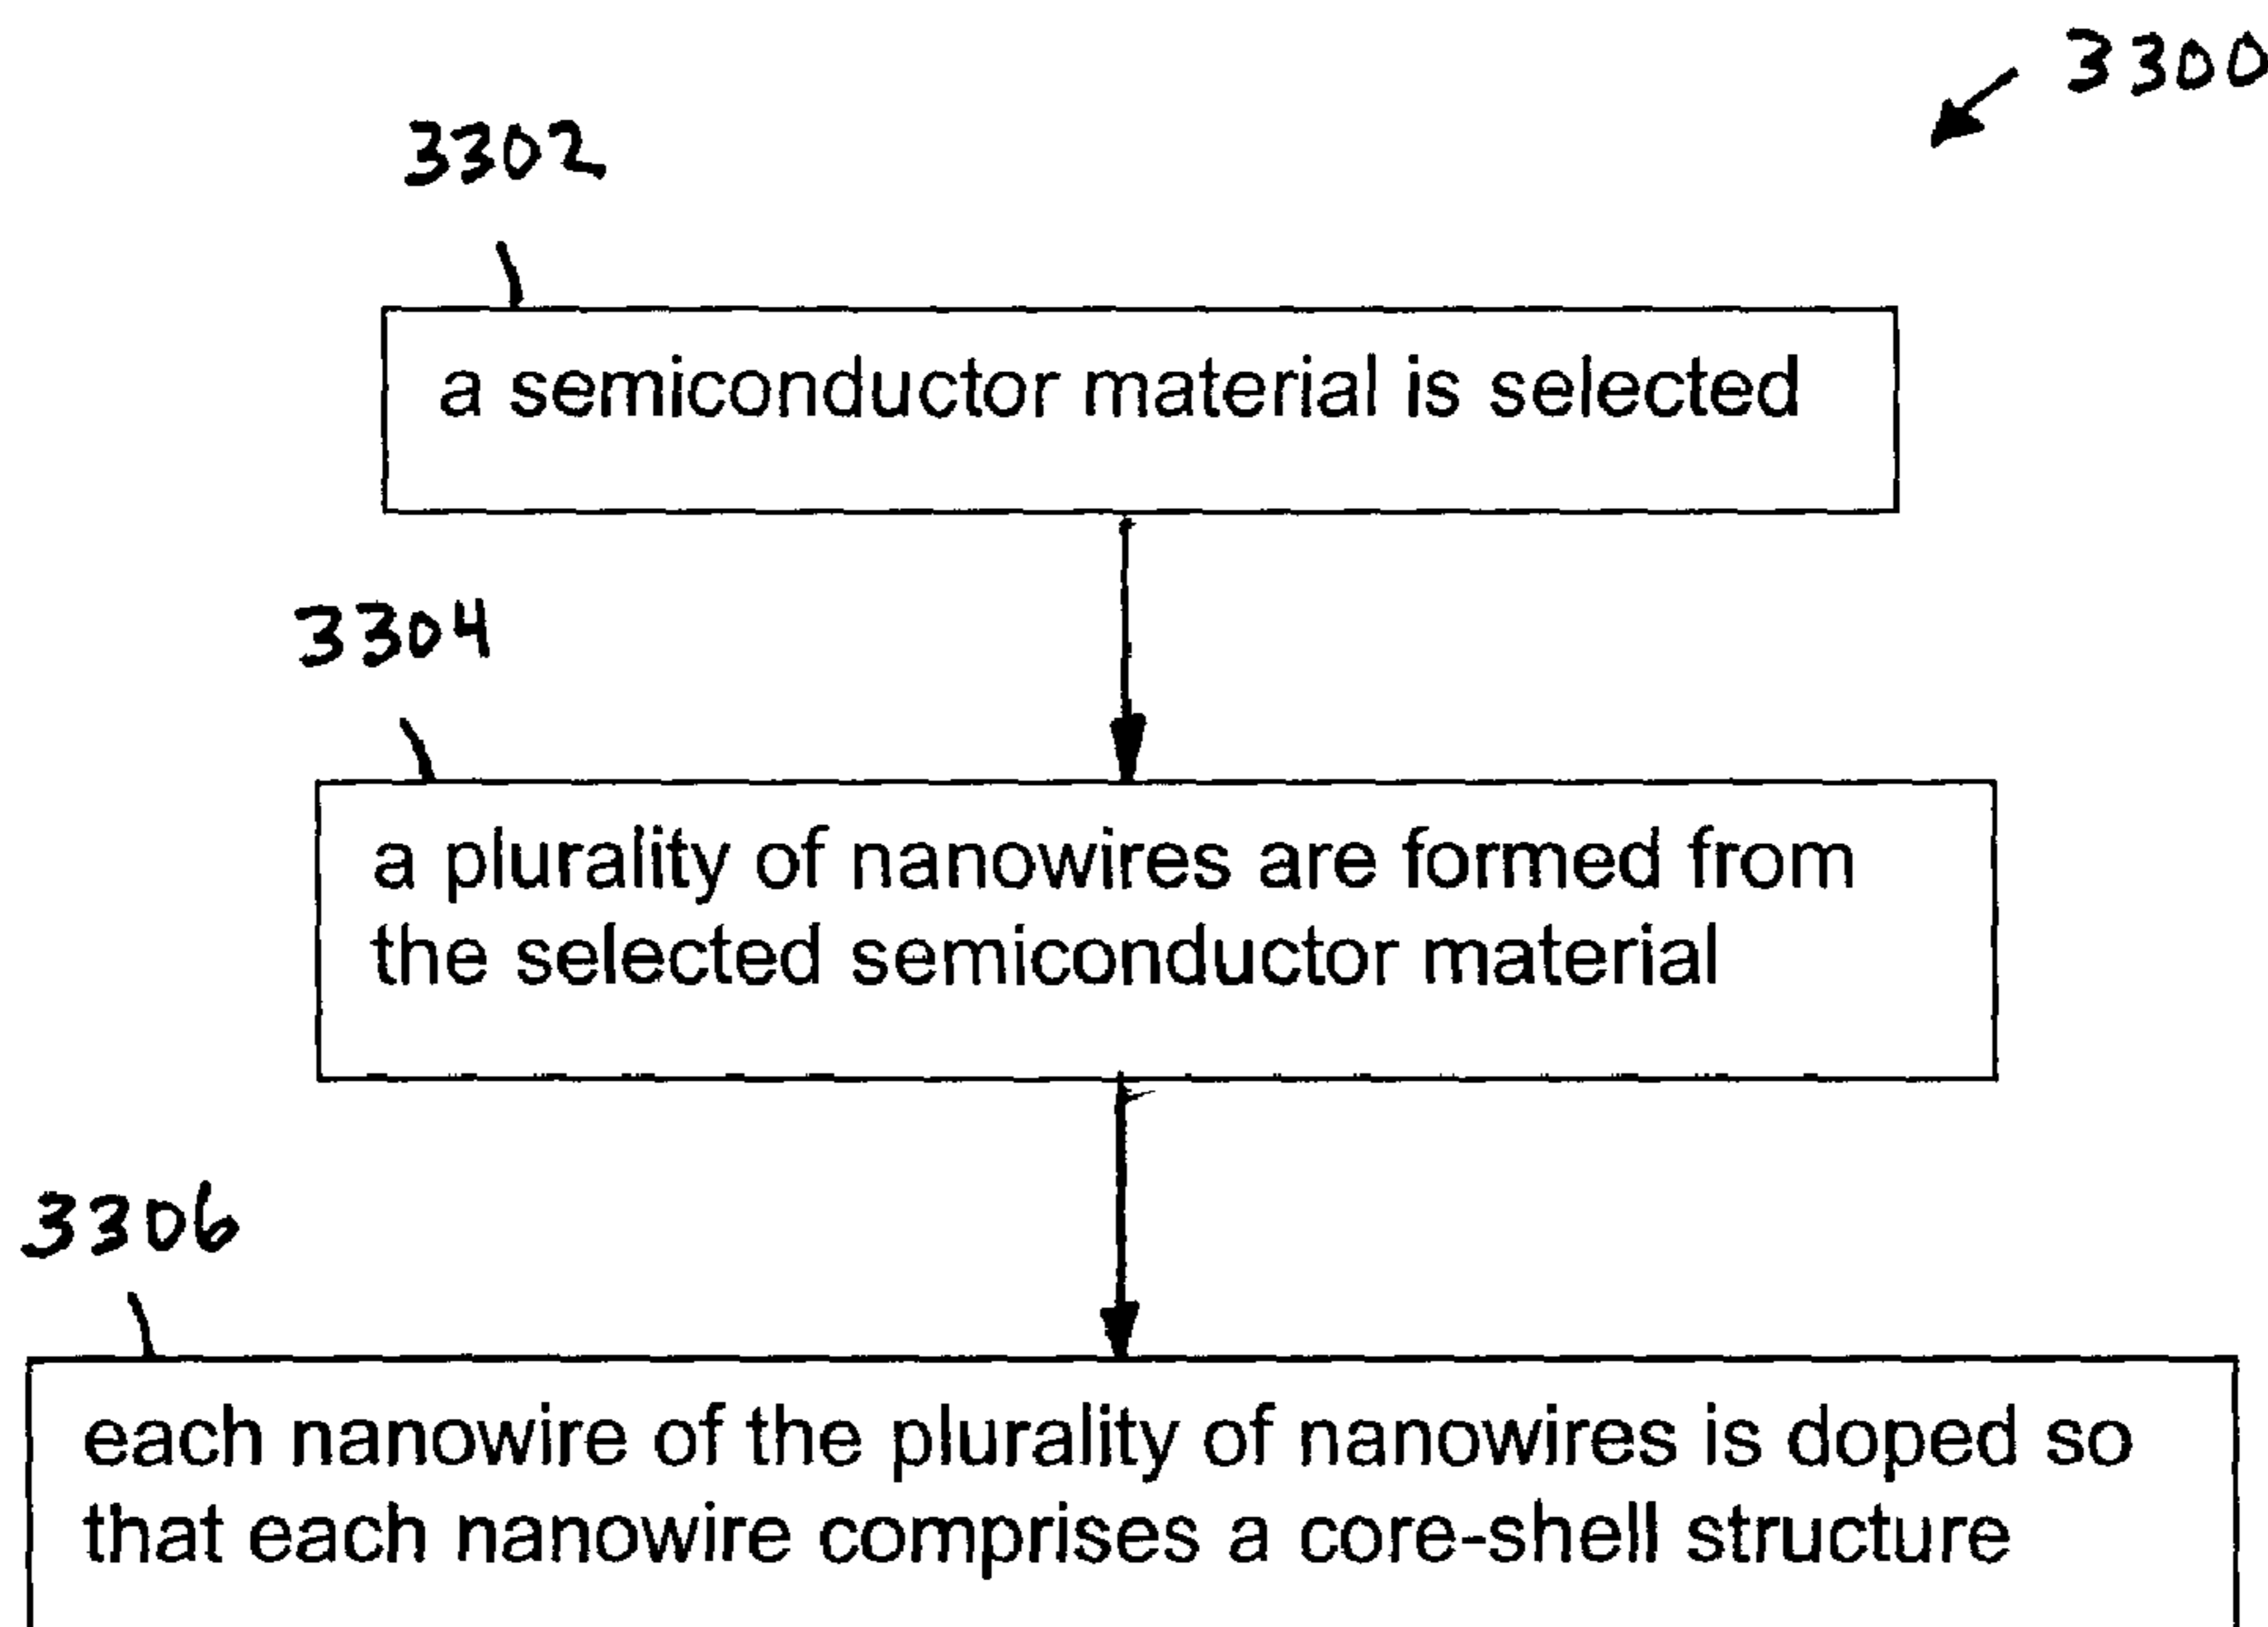 3300
3302
a semiconductor material is selected
3304
a plurality of nanowires are formed from
the selected semiconductor material
3306
each nanowire of the plurality of nanowires is doped so
that each nanowire comprises a core-shell structure